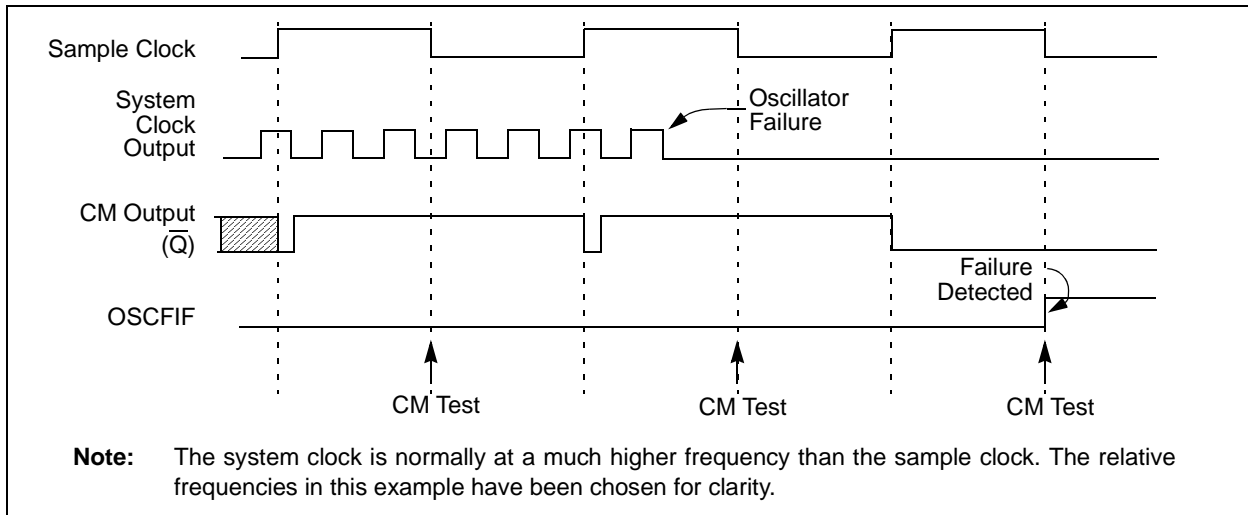 Sample Clock
System
Clock
Output
Oscillator
Failure
CM Output
(Q̅)
Failure
Detected
OSCFIF
CM Test
CM Test
CM Test
Note: The system clock is normally at a much higher frequency than the sample clock. The relative
frequencies in this example have been chosen for clarity.